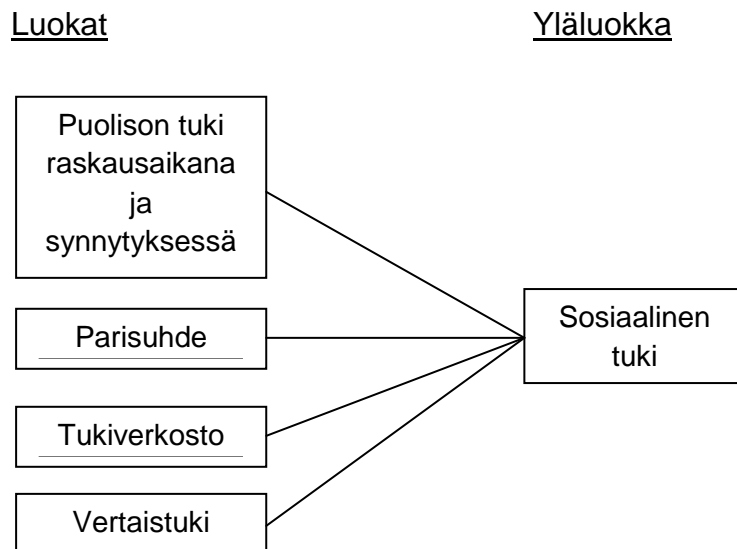 Luokat
Yläluokka
Puolison tuki
raskausaikana
ja
synnytyksessä
Parisuhde
Tukiverkosto
Vertaistuki
Sosiaalinen
tuki